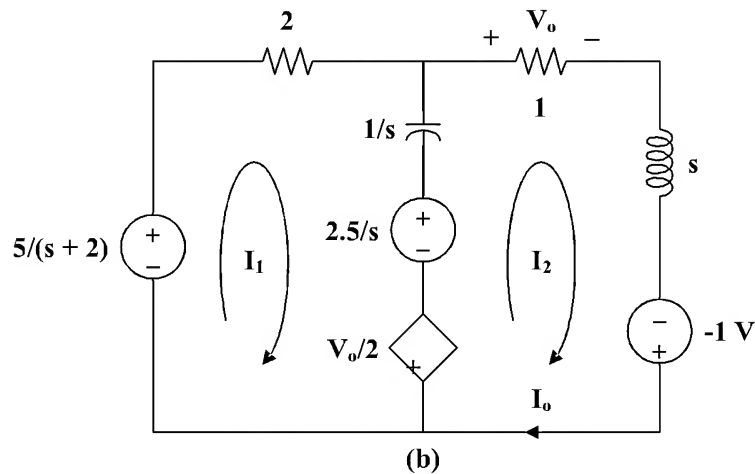 2
V₀
+ −
1
1/s
s
5/(s + 2)
+
−
I₁
2.5/s
+
−
I₂
V₀/2
+
−
+
-1 V
I₀
(b)